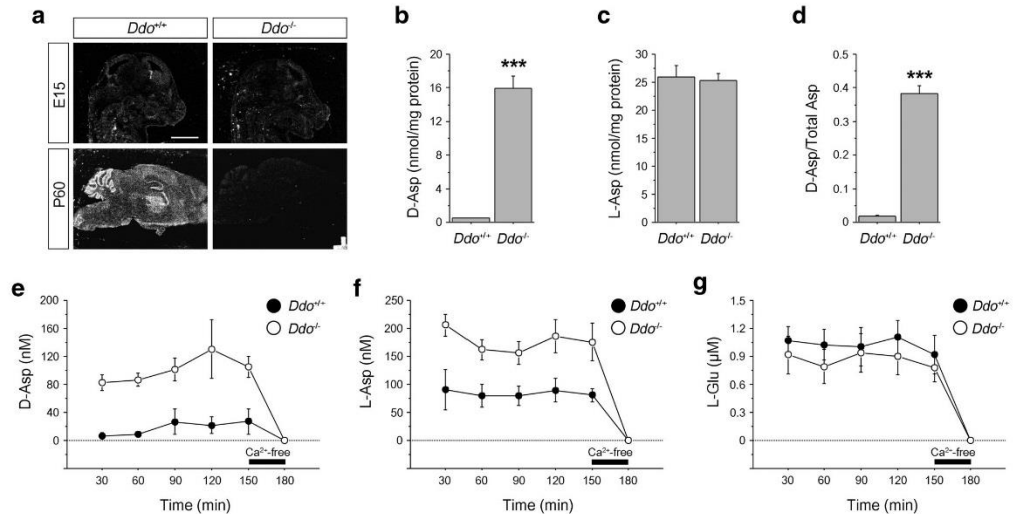 a
Ddo+/+
Ddo-/-
E15
P60
b
D-Asp (nmol/mg protein)
20
16
12
8
4
0
***
Ddo+/+
Ddo-/-
c
L-Asp (nmol/mg protein)
35
30
25
20
15
10
5
0
Ddo+/+
Ddo-/-
d
D-Asp/Total Asp
0.5
0.4
0.3
0.2
0.1
0
***
Ddo+/+
Ddo-/-
e
Ddo+/+
Ddo-/-
D-Asp (nM)
200
160
120
80
40
0
Ca2+-free
30 60 90 120 150 180
Time (min)
f
Ddo+/+
Ddo-/-
L-Asp (nM)
250
200
150
100
50
0
Ca2+-free
30 60 90 120 150 180
Time (min)
g
Ddo+/+
Ddo-/-
L-Glu (µM)
1.5
1.2
0.9
0.6
0.3
0
Ca2+-free
30 60 90 120 150 180
Time (min)